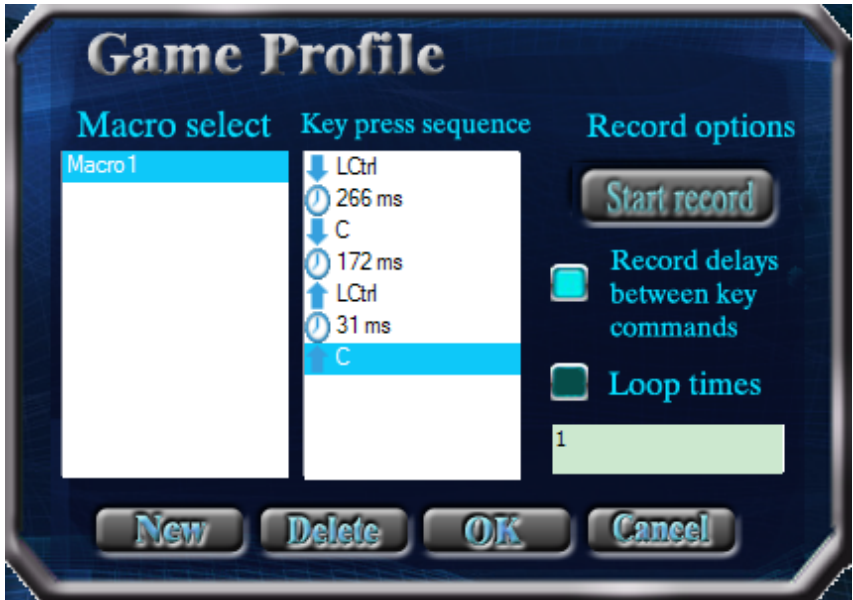 Game Profile
Macro select
Key press sequence
Record options
Macro1
LCtrl
266 ms
C
172 ms
LCtrl
31 ms
C
Start record
Record delays
between key
commands
Loop times
1
New
Delete
OK
Cancel